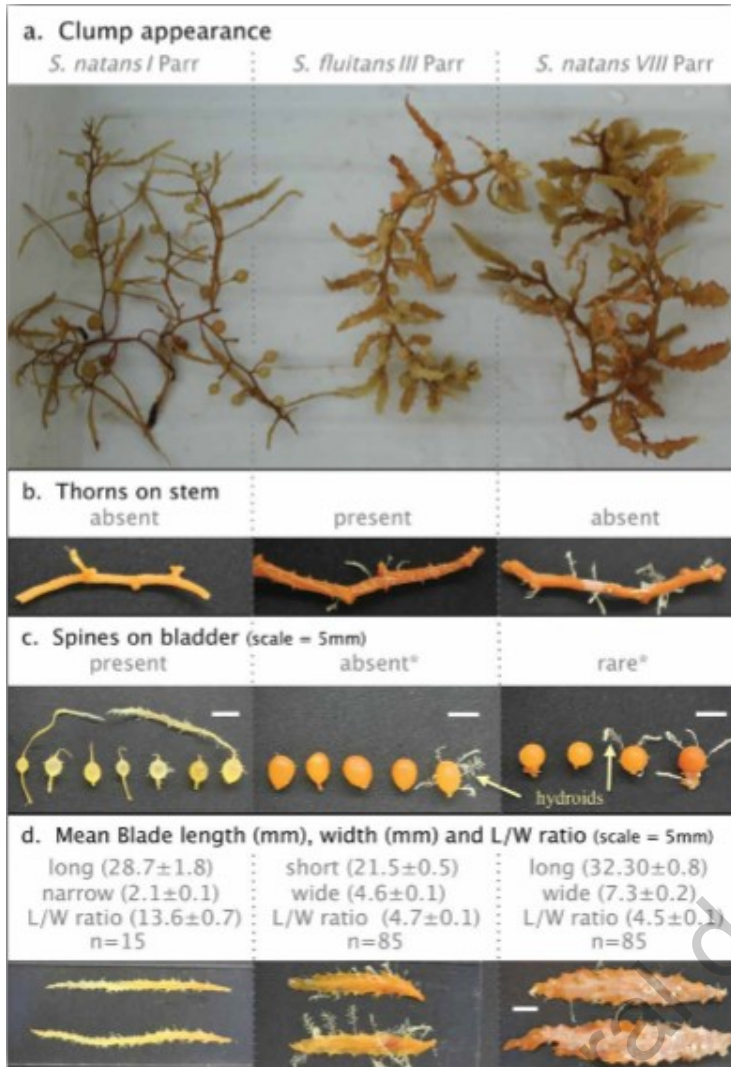 a. Clump appearance
S. natans I Parr S. fluitans III Parr S. natans VIII Parr
b. Thorns on stem
absent present absent
c. Spines on bladder (scale = 5mm)
present absent* rare*
hydroids
d. Mean Blade length (mm), width (mm) and L/W ratio (scale = 5mm)
long (28.7±1.8) short (21.5±0.5) long (32.30±0.8)
narrow (2.1±0.1) wide (4.6±0.1) wide (7.3±0.2)
L/W ratio (13.6±0.7) L/W ratio (4.7±0.1) L/W ratio (4.5±0.1)
n=15 n=85 n=85